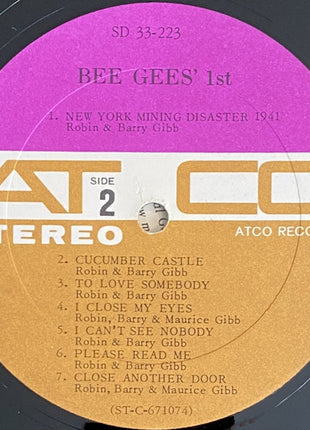 SD 33-223
BEE GEES' 1st
1. NEW YORK MINING DISASTER 1941
Robin & Barry Gibb
AT CO
SIDE
2
STEREO
ATCO RECO
2. CUCUMBER CASTLE
Robin & Barry Gibb
3. TO LOVE SOMEBODY
Robin & Barry Gibb
4. I CLOSE MY EYES
Robin, Barry & Maurice Gibb
5. I CAN'T SEE NOBODY
Robin & Barry Gibb
6. PLEASE READ ME
Robin & Barry Gibb
7. CLOSE ANOTHER DOOR
Robin, Barry & Maurice Gibb
(ST-C-671074)